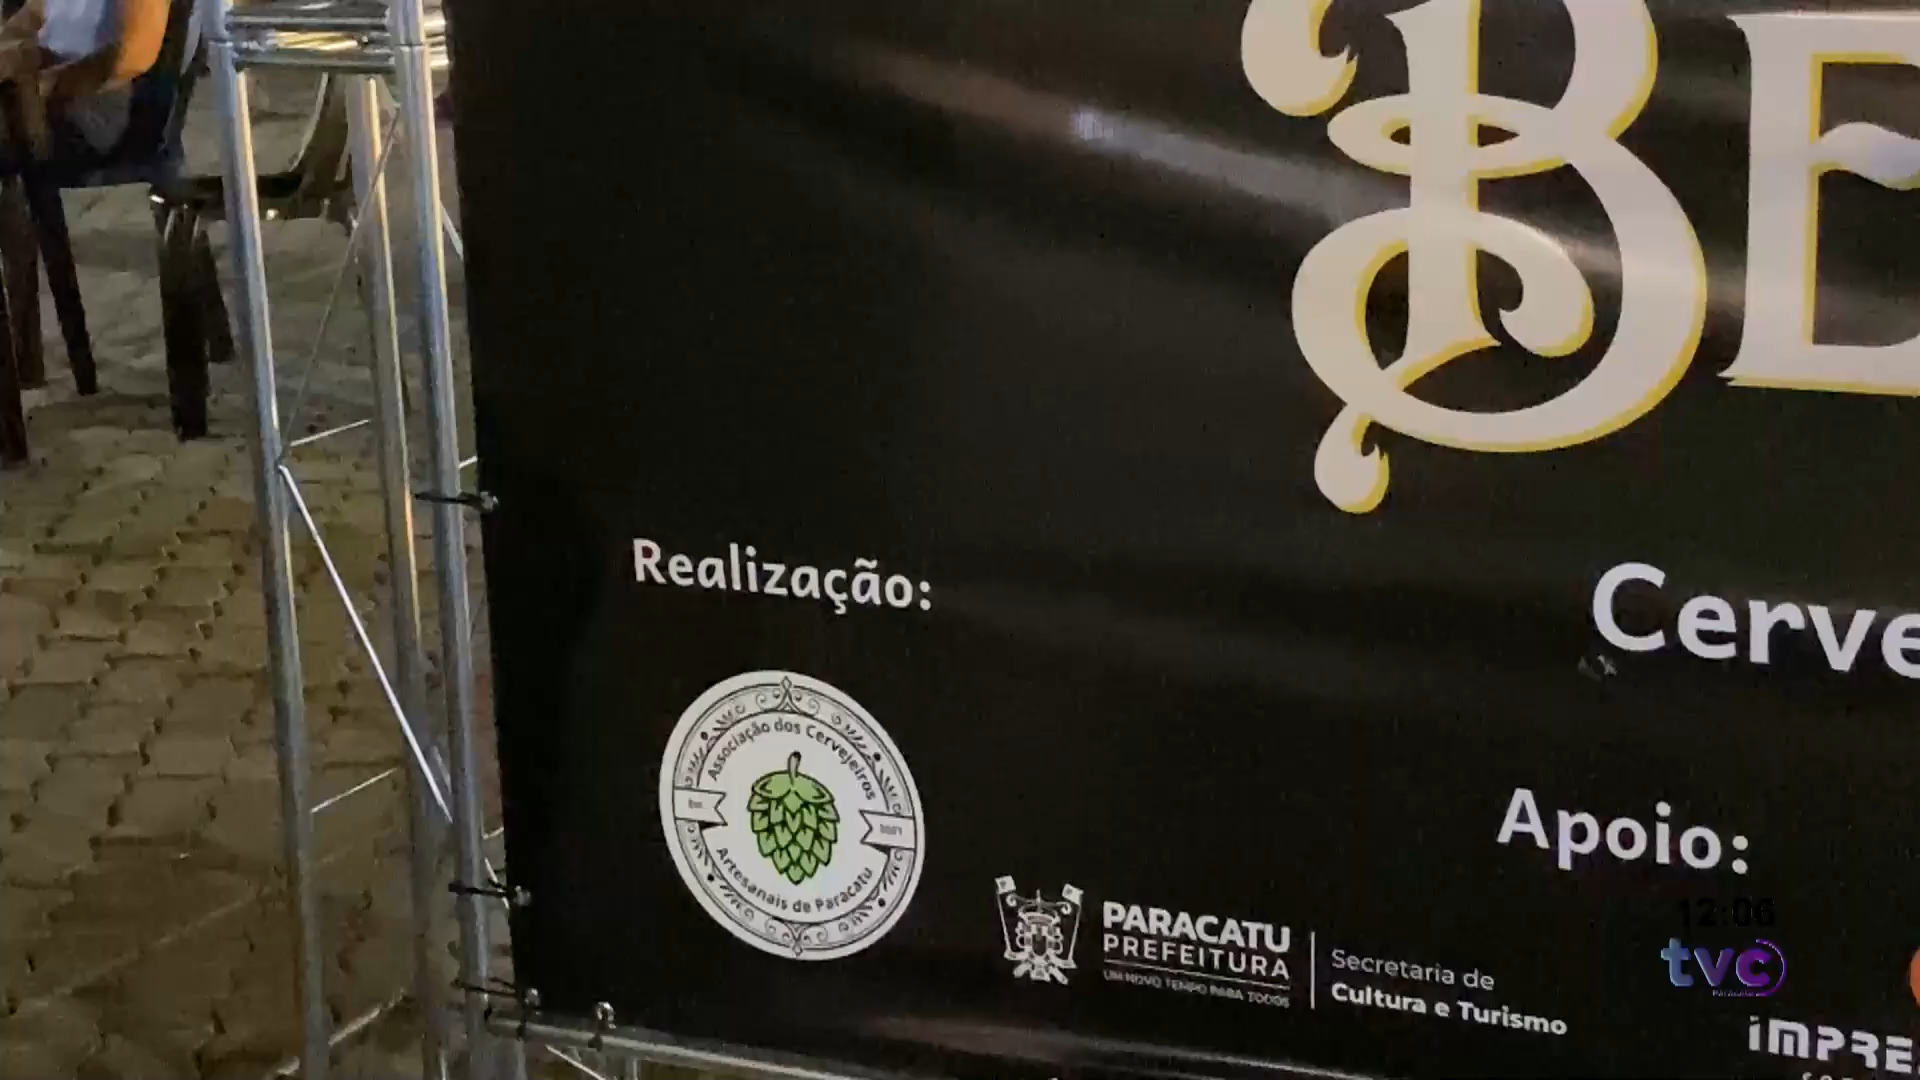 BE
Realização:
Cerve
Associação dos Cervejeiros
Artesanais de Paracatu
Apoio:
PARACATU
PREFEITURA
UM NOVO TEMPO PARA TODOS
Secretaria de
Cultura e Turismo
12:06
tvc
IMPRE